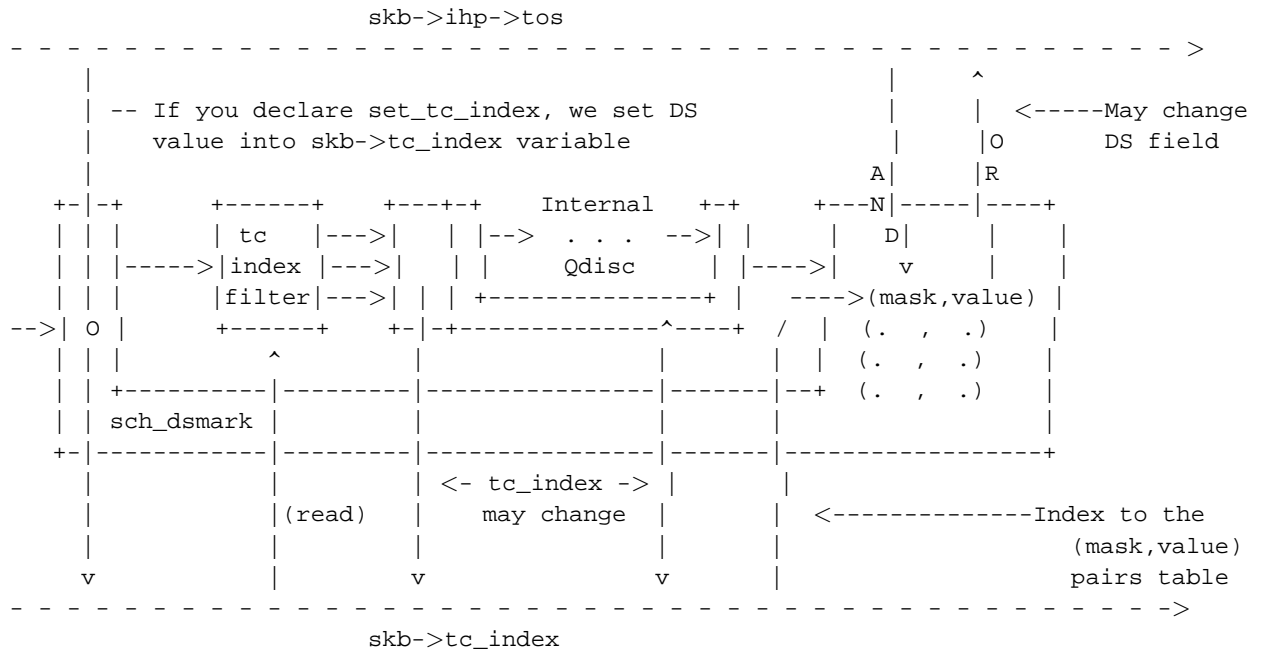 skb->ihp->tos
- - - - - - - - - - - - - - - - - - - - - - - - - - - - - - - - - - - - - - - - - >
     |                                                        |     ^
     | -- If you declare set_tc_index, we set DS              |     |  <-----May change
     |    value into skb->tc_index variable                   |     |O       DS field
     |                                                       A|     |R
   +-|-+      +------+    +---+-+    Internal   +-+     +---N|-----|----+
   | | |      | tc   |--->|   | |-->  . . .  -->| |     |   D|     |    |
   | | |----->|index |--->|   | |     Qdisc     | |---->|    v     |    |
   | | |      |filter|--->| | | +---------------+ |   ---->(mask,value) |
-->| O |      +------+    +-|-+--------------^----+  /  |  (.  ,  .)    |
   | | |          ^         |                |       |  |  (.  ,  .)    |
   | | +----------|---------|----------------|-------|--+  (.  ,  .)    |
   | | sch_dsmark |         |                |       |                  |
   +-|------------|---------|----------------|-------|------------------+
     |            |         | <- tc_index -> |       |
     |            |(read)   |    may change  |       |  <--------------Index to the
     |            |         |                |       |                   (mask,value)
     v            |         v                v       |                   pairs table
- - - - - - - - - - - - - - - - - - - - - - - - - - - - - - - - - - - - - - - - ->
skb->tc_index